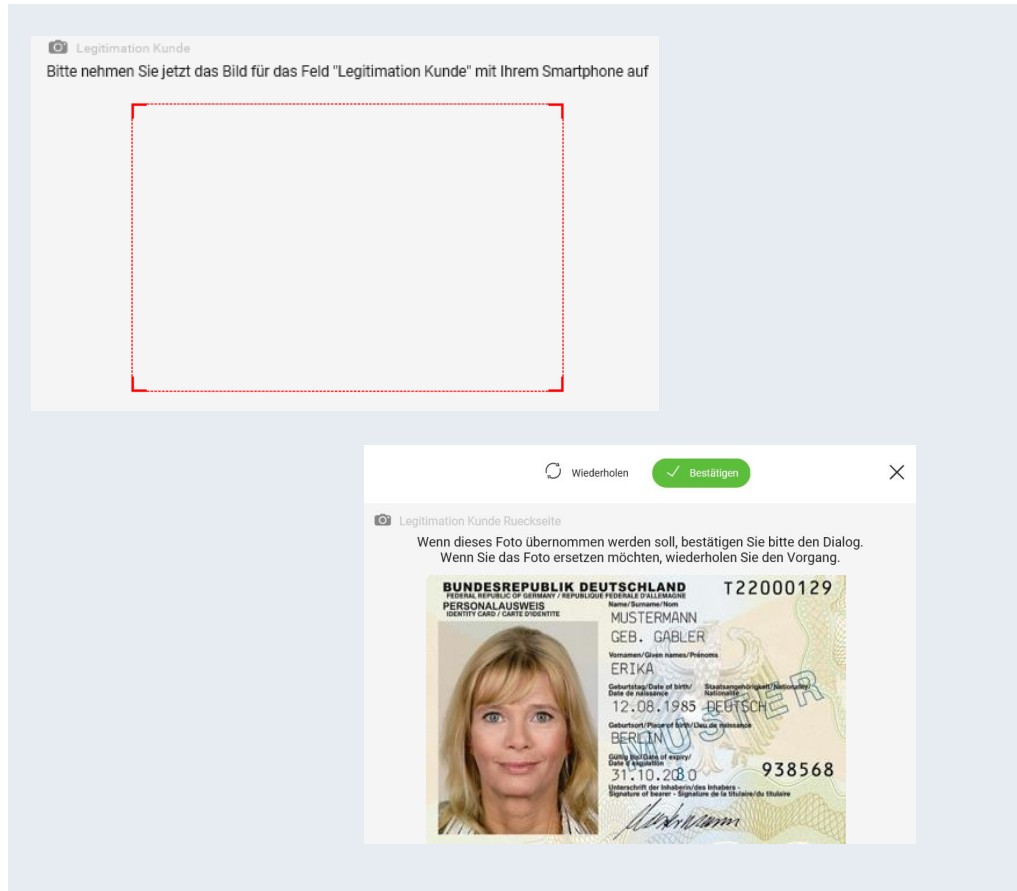 Legitimation Kunde
Bitte nehmen Sie jetzt das Bild für das Feld "Legitimation Kunde" mit Ihrem Smartphone auf
Wiederholen
Bestätigen
Legitimation Kunde Rueckseite
Wenn dieses Foto übernommen werden soll, bestätigen Sie bitte den Dialog.
Wenn Sie das Foto ersetzen möchten, wiederholen Sie den Vorgang.
BUNDESREPUBLIK DEUTSCHLAND
T22000129
FEDERAL REPUBLIC OF GERMANY / REPUBLIQUE FEDERALE D'ALLEMAGNE
PERSONALAUSWEIS
IDENTITY CARD / CARTE D'IDENTITE
Name/Surname/Nom
MUSTERMANN
GEB. GABLER
Vornamen/Given names/Prénoms
ERIKA
Geburtstag/Date of birth/
Date de naissance
Staatsangehörigkeit/Nationality/
Nationalité
12.08.1985 DEUTSCH
Geburtsort/Place of birth/Lieu de naissance
BERLIN
Gültig bis/Date of expiry/
Date d'expiration
31.10.20 0
938568
Unterschrift der Inhaberin/des Inhabers -
Signature of bearer - Signature de la titulaire/du titulaire
Mustermann
MUSTER